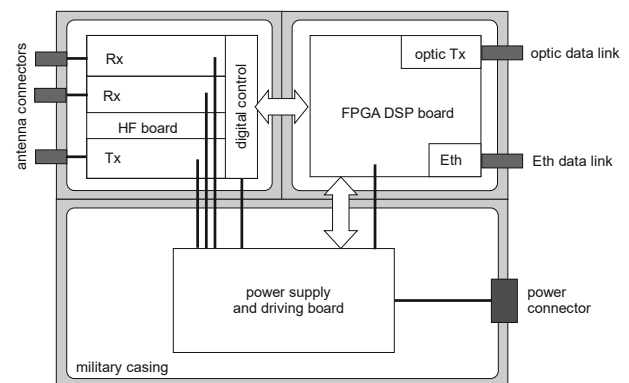 antenna connectors
Rx
Rx
HF board
Tx
digital control
optic Tx
FPGA DSP board
Eth
optic data link
Eth data link
power supply
and driving board
power
connector
military casing